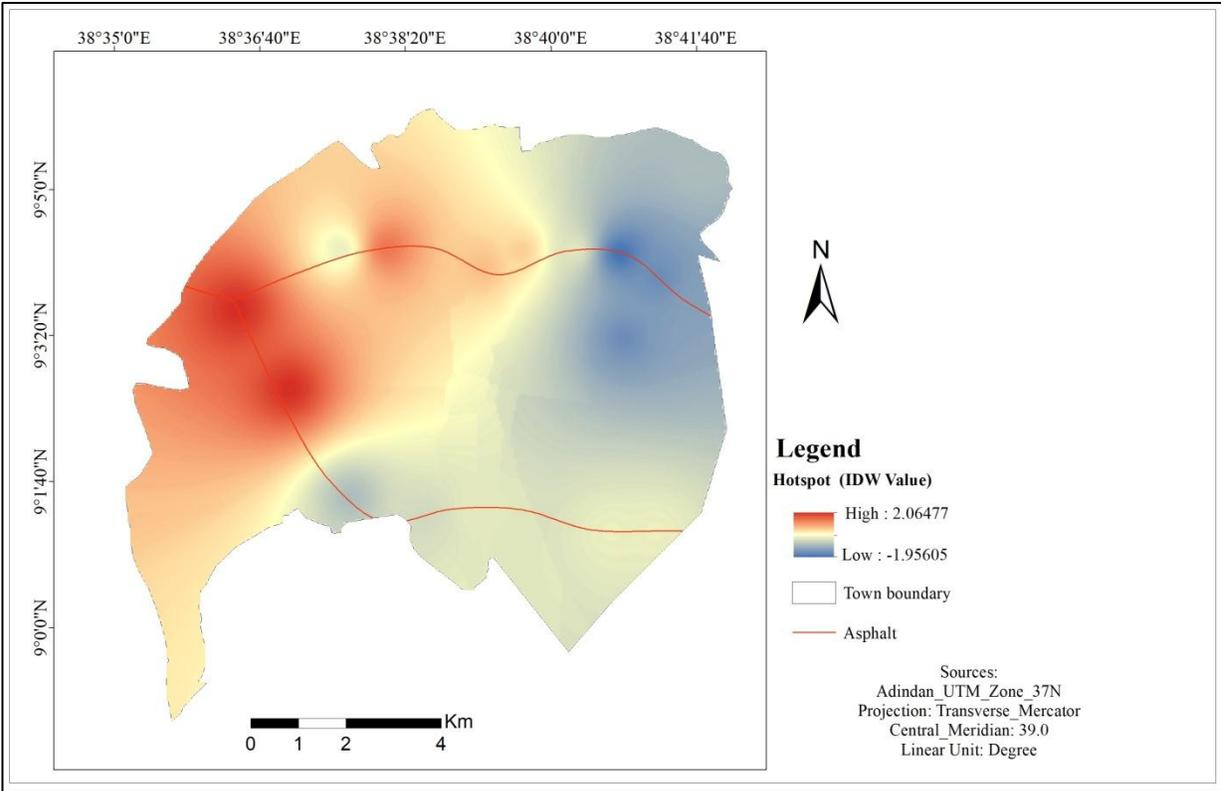 38°35'0"E 38°36'40"E 38°38'20"E 38°40'0"E 38°41'40"E
9°5'0"N
9°3'20"N
9°1'40"N
9°0'0"N
N
Km
0 1 2 4
Legend
Hotspot (IDW Value)
High : 2.06477
Low : -1.95605
Town boundary
Asphalt
Sources:
Adindan_UTM_Zone_37N
Projection: Transverse_Mercator
Central_Meridian: 39.0
Linear Unit: Degree